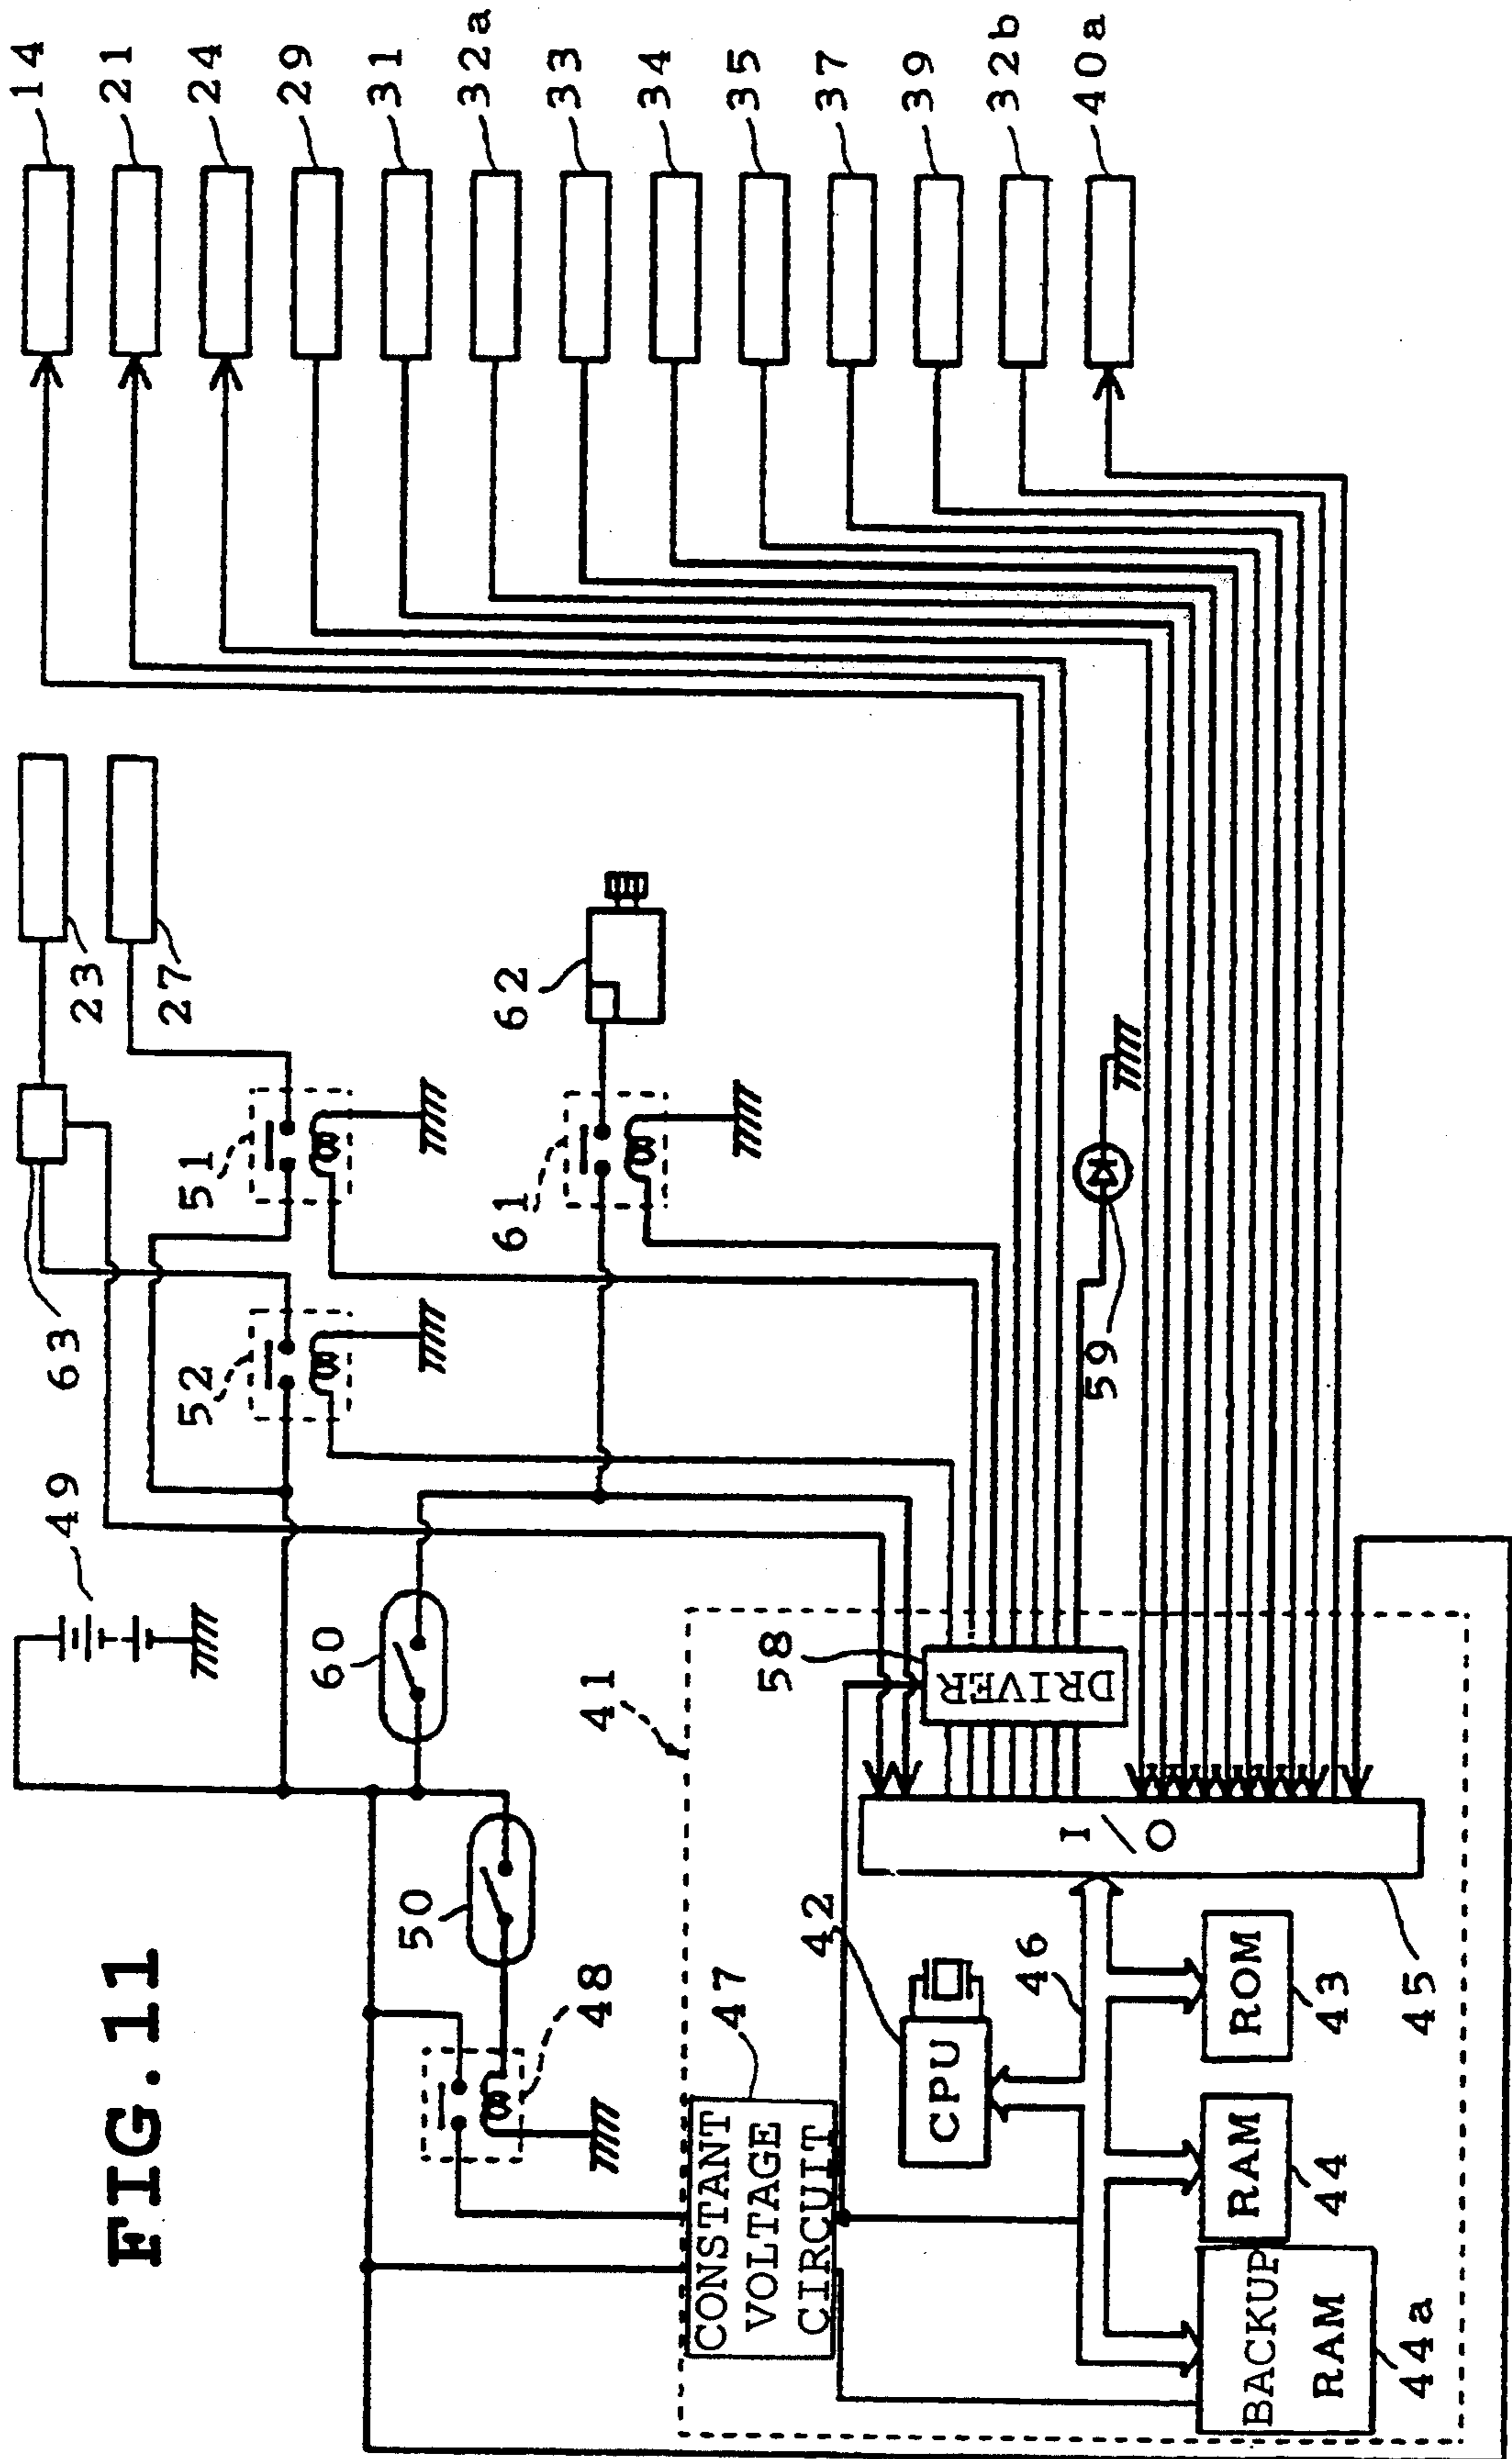 FIG.11
49
63
23
27
14
21
24
29
31
32a
33
34
35
37
39
32b
40a
50
60
52
51
48
61
62
41
58
59
CONSTANT
VOLTAGE
CIRCUIT
47
42
CPU
46
DRIVER
I/O
45
BACKUP
RAM
44a
RAM
44
ROM
43